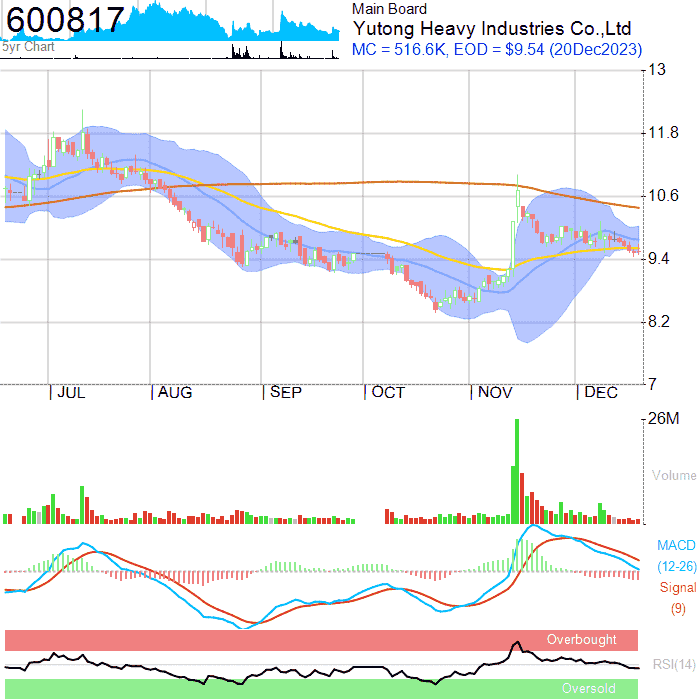 600817
5yr Chart
Main Board
Yutong Heavy Industries Co.,Ltd
MC = 516.6K, EOD = $9.54 (20Dec2023)
13
11.8
10.6
9.4
8.2
7
JUL AUG SEP OCT NOV DEC
26M
Volume
MACD
(12-26)
Signal
(9)
Overbought
RSI(14)
Oversold